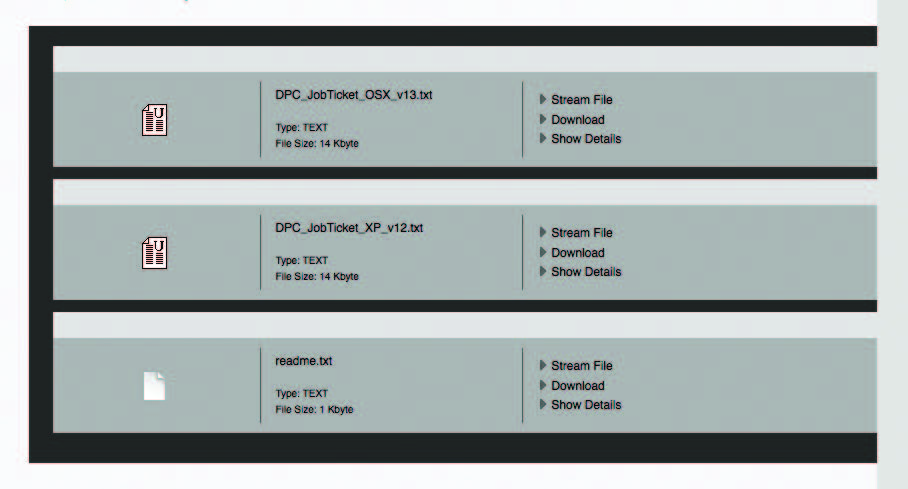 DPC_JobTicket_OSX_v13.txt
Type: TEXT
File Size: 14 Kbyte
Stream File
Download
Show Details
DPC_JobTicket_XP_v12.txt
Type: TEXT
File Size: 14 Kbyte
Stream File
Download
Show Details
readme.txt
Type: TEXT
File Size: 1 Kbyte
Stream File
Download
Show Details